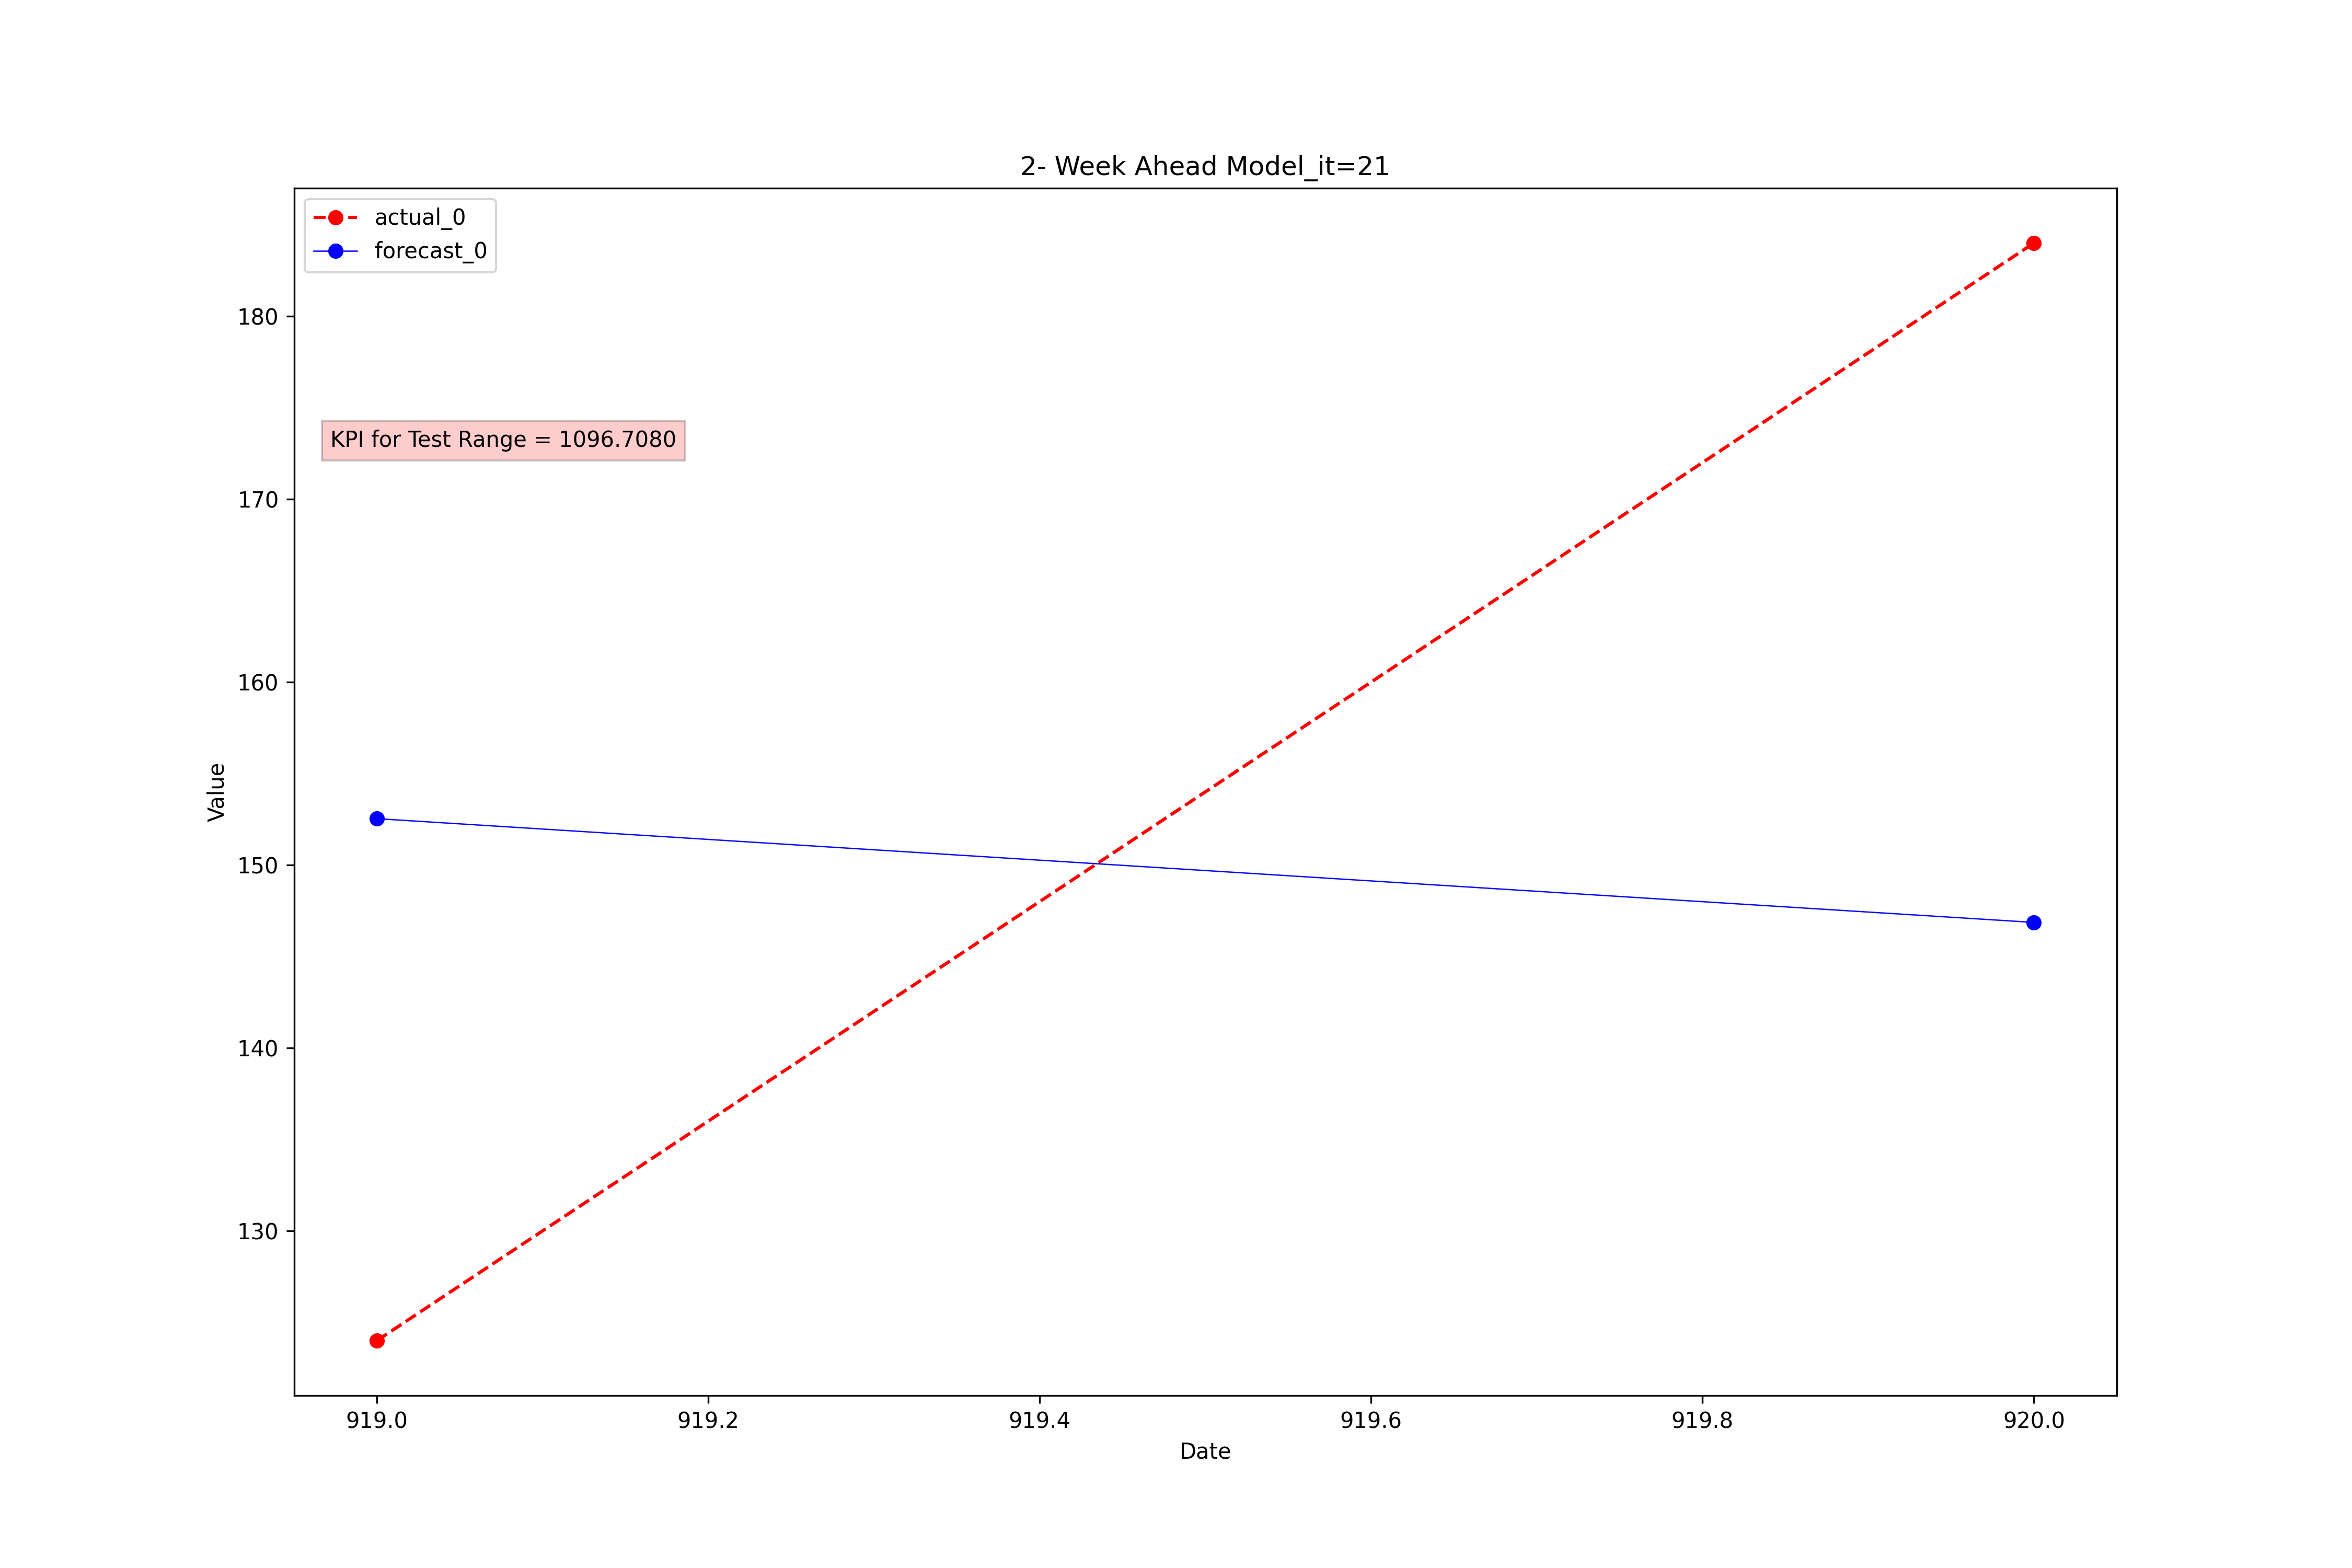 2- Week Ahead Model_it=21
actual_0
forecast_0
KPI for Test Range = 1096.7080
Value
180
170
160
150
140
130
919.0 919.2 919.4 919.6 919.8 920.0
Date